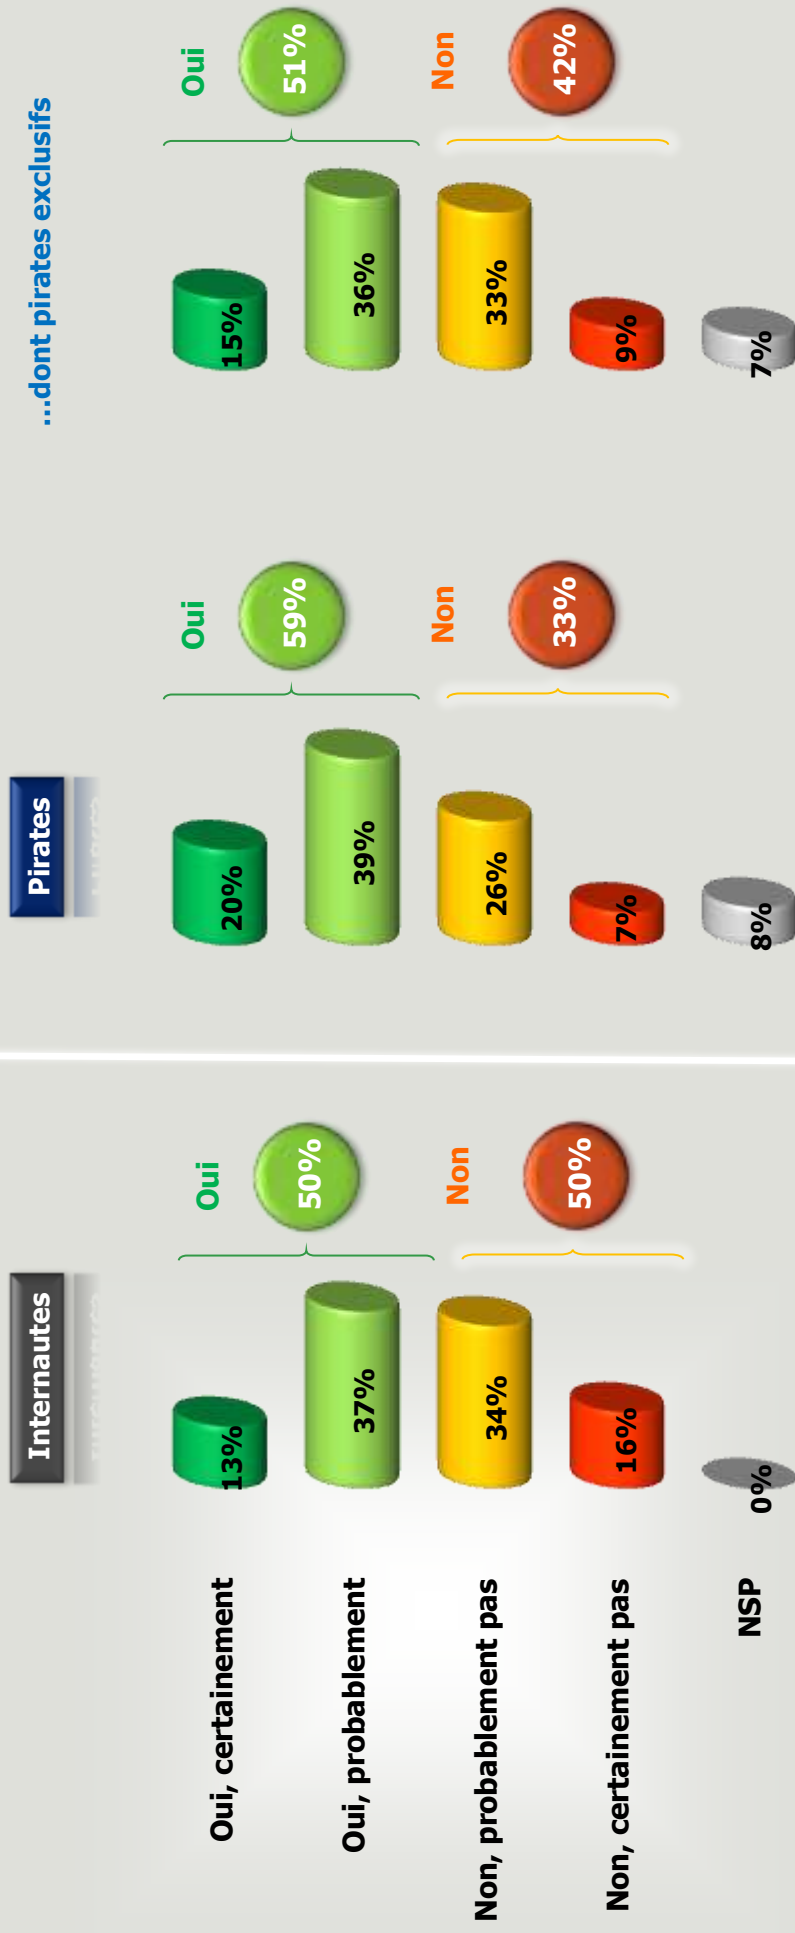 Internautes
Pirates
...dont pirates exclusifs
Oui, certainement
13%
20%
15%
Oui, probablement
37%
39%
36%
Non, probablement pas
34%
26%
33%
Non, certainement pas
16%
7%
9%
NSP
0%
8%
7%
Oui
50%
Non
50%
Oui
59%
Non
33%
Oui
51%
Non
42%